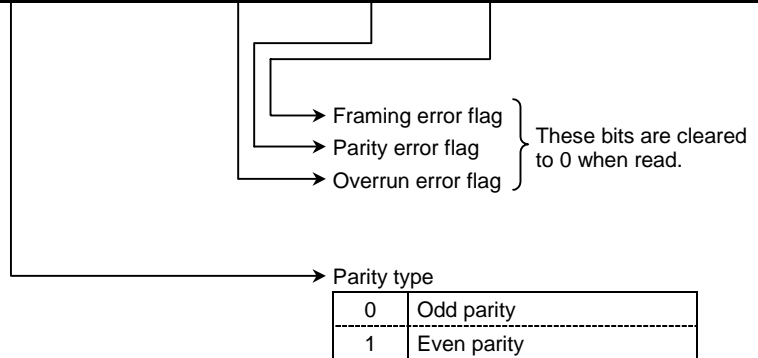 Framing error flag
Parity error flag
Overrun error flag
These bits are cleared
to 0 when read.
Parity type
0 Odd parity
1 Even parity